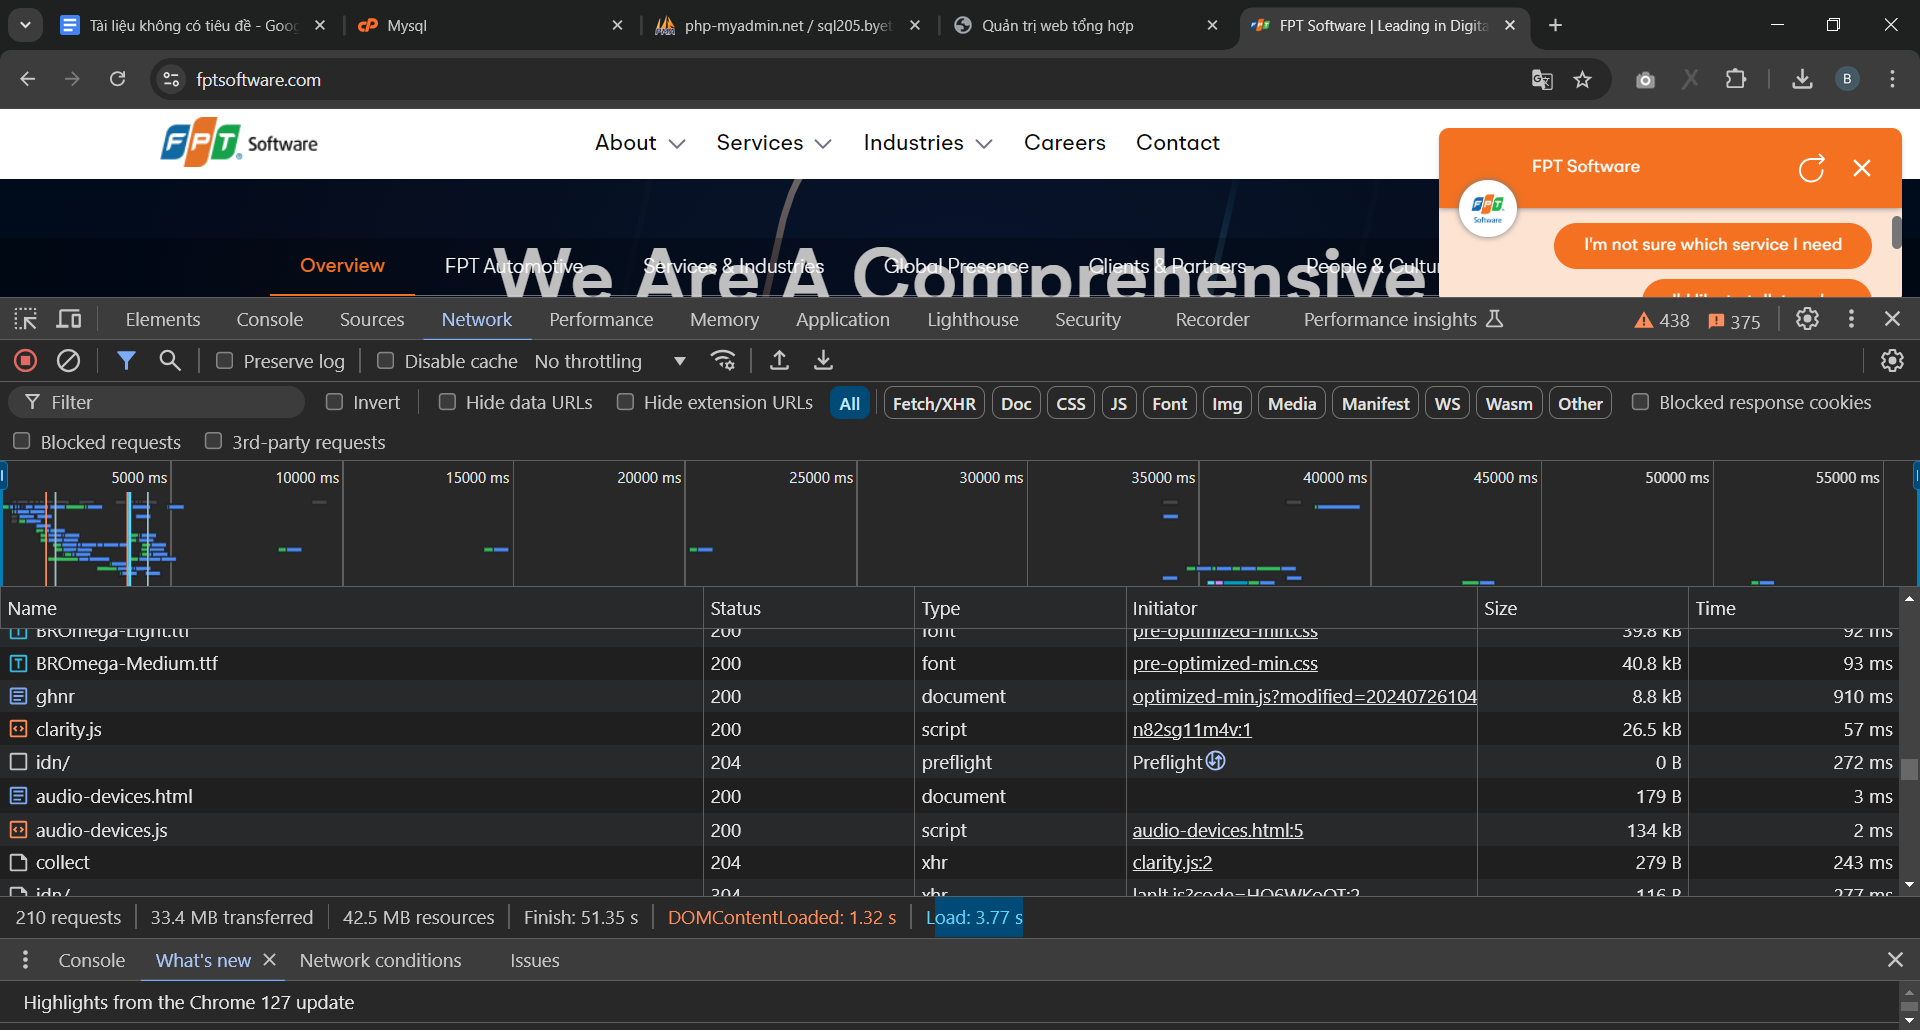 Tài liệu không có tiêu đề - Goog
Mysql
php-myadmin.net / sql205.byet
Quản trị web tổng hợp
FPT Software | Leading in Digita
fptsoftware.com
B
FPT Software
About Services Industries Careers Contact
FPT Software
FPT Software
I'm not sure which service I need
We Are A Comprehensive
Overview FPT Automotive Services & Industries Global Presence Clients & Partners People & Cultur
Elements Console Sources Network Performance Memory Application Lighthouse Security Recorder Performance insights 438 375
Preserve log Disable cache No throttling
Filter Invert Hide data URLs Hide extension URLs All Fetch/XHR Doc CSS JS Font Img Media Manifest WS Wasm Other Blocked response cookies
Blocked requests 3rd-party requests
5000 ms 10000 ms 15000 ms 20000 ms 25000 ms 30000 ms 35000 ms 40000 ms 45000 ms 50000 ms 55000 ms
Name Status Type Initiator Size Time
BROmega-Light.ttf 200 font pre-optimized-min.css 39.8 kB 92 ms
BROmega-Medium.ttf 200 font pre-optimized-min.css 40.8 kB 93 ms
ghnr 200 document optimized-min.js?modified=20240726104 8.8 kB 910 ms
clarity.js 200 script n82sg11m4v:1 26.5 kB 57 ms
idn/ 204 preflight Preflight 0 B 272 ms
audio-devices.html 200 document 179 B 3 ms
audio-devices.js 200 script audio-devices.html:5 134 kB 2 ms
collect 204 xhr clarity.js:2 279 B 243 ms
idn/ 204 xhr 116 B 277 ms
210 requests 33.4 MB transferred 42.5 MB resources Finish: 51.35 s DOMContentLoaded: 1.32 s Load: 3.77 s
Console What's new Network conditions Issues
Highlights from the Chrome 127 update